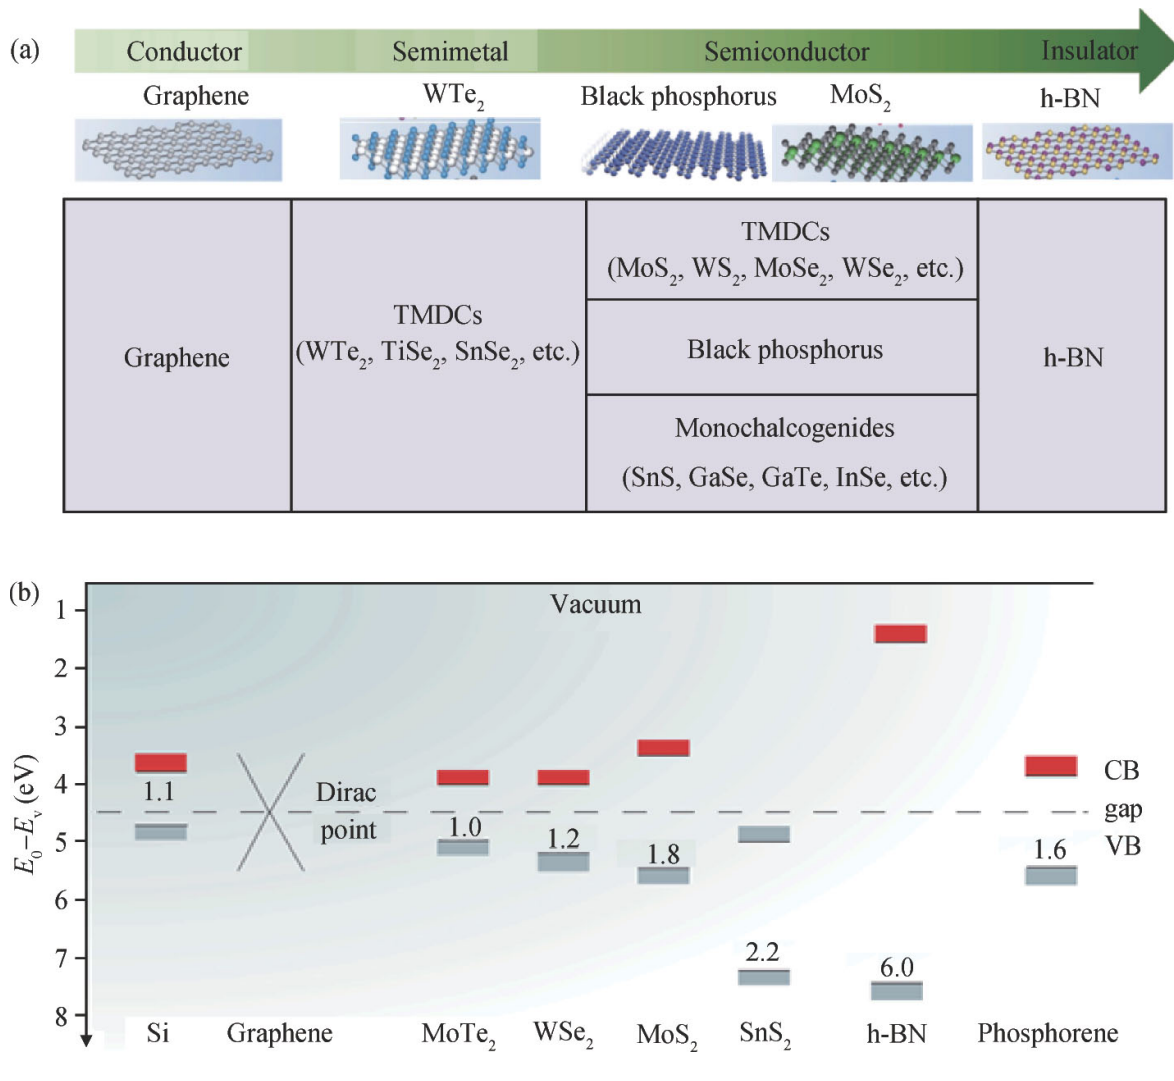 (a)
Conductor Semimetal Semiconductor Insulator
Graphene WTe₂ Black phosphorus MoS₂ h-BN
TMDCs
(MoS₂, WS₂, MoSe₂, WSe₂, etc.)
TMDCs
(WTe₂, TiSe₂, SnSe₂, etc.)
Graphene
Black phosphorus
h-BN
Monochalcogenides
(SnS, GaSe, GaTe, InSe, etc.)
(b)
Vacuum
1
2
3
4
5
6
7
8
E₀−Eᵥ (eV)
1.1
Dirac
point
1.0
1.2
1.8
2.2
6.0
1.6
CB
gap
VB
Si Graphene MoTe₂ WSe₂ MoS₂ SnS₂ h-BN Phosphorene